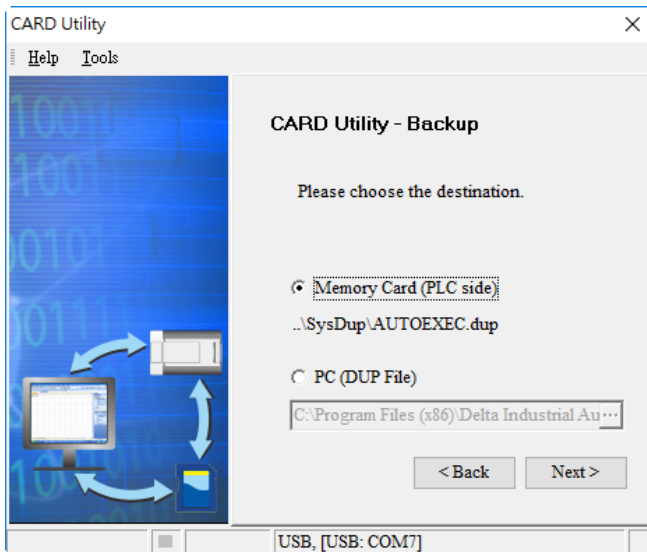 CARD Utility
Help Tools
CARD Utility - Backup
Please choose the destination.
Memory Card (PLC side)
..\SysDup\AUTOEXEC.dup
PC (DUP File)
C:\Program Files (x86)\Delta Industrial Au ...
< Back Next >
USB, [USB: COM7]